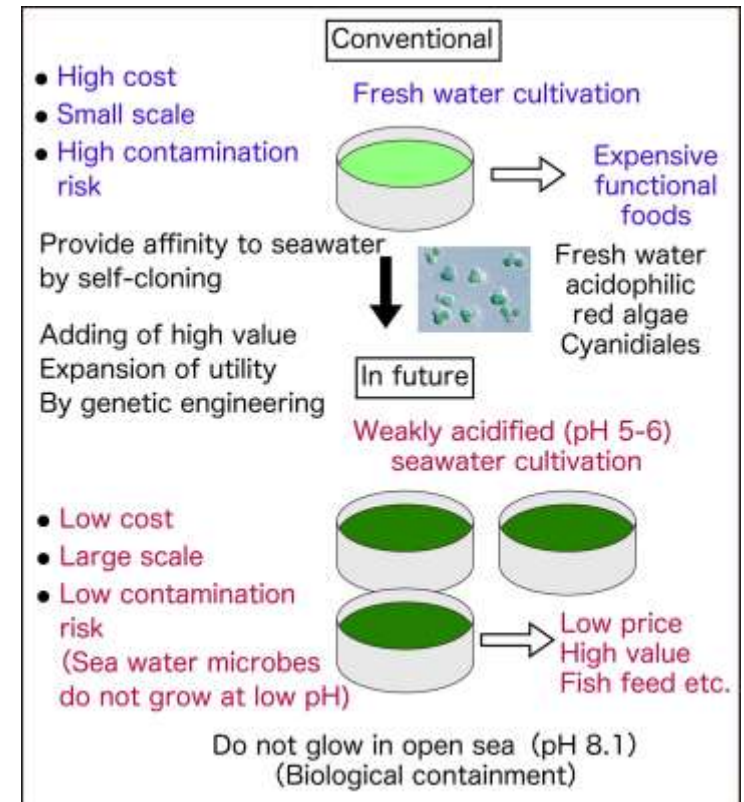 Conventional
● High cost
● Small scale
● High contamination
risk
Fresh water cultivation
Expensive
functional
foods
Provide affinity to seawater
by self-cloning
Adding of high value
Expansion of utility
By genetic engineering
Fresh water
acidophilic
red algae
Cyanidiales
In future
Weakly acidified (pH 5-6)
seawater cultivation
● Low cost
● Large scale
● Low contamination
risk
(Sea water microbes
do not grow at low pH)
Low price
High value
Fish feed etc.
Do not glow in open sea (pH 8.1)
(Biological containment)